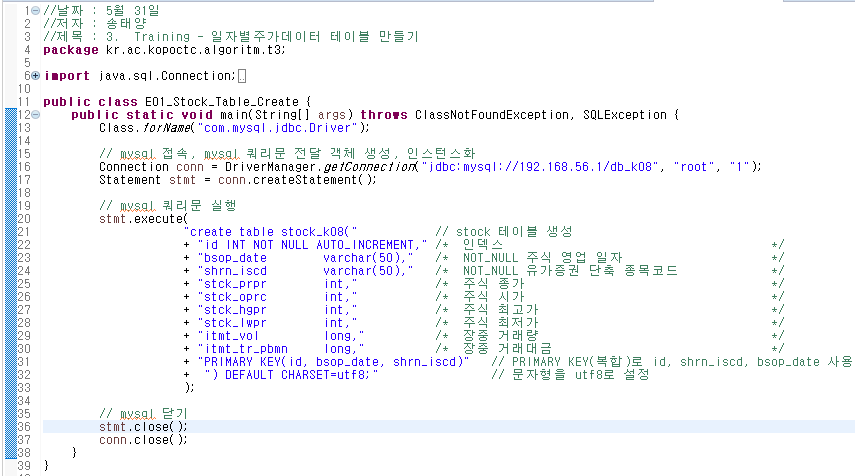 1 //날짜 : 5월 31일
2 //저자 : 송태양
3 //제목 : 3.  Training - 일자별주가데이터 테이블 만들기
4 package kr.ac.kopoctc.algoritm.t3;
5
6 import java.sql.Connection;
10
11 public class E01_Stock_Table_Create {
12     public static void main(String[] args) throws ClassNotFoundException, SQLException {
13         Class.forName("com.mysql.jdbc.Driver");
14
15         // mysql 접속, mysql 쿼리문 전달 객체 생성, 인스턴스화
16         Connection conn = DriverManager.getConnection("jdbc:mysql://192.168.56.1/db_k08", "root", "1");
17         Statement stmt = conn.createStatement();
18
19         // mysql 쿼리문 실행
20         stmt.execute(
21                     "create table stock_k08("           // stock 테이블 생성
22                     + "id INT NOT NULL AUTO_INCREMENT," /*  인덱스                    */
23                     + "bsop_date        varchar(50),"   /*  NOT_NULL 주식 영업 일자    */
24                     + "shrn_iscd        varchar(50),"   /*  NOT_NULL 유가증권 단축 종목코드    */
25                     + "stck_prpr        int,"           /*  주식 종가    */
26                     + "stck_oprc        int,"           /*  주식 시가    */
27                     + "stck_hgpr        int,"           /*  주식 최고가    */
28                     + "stck_lwpr        int,"           /*  주식 최저가    */
29                     + "itmt_vol         long,"          /*  장중 거래량    */
30                     + "itmt_tr_pbmn     long,"          /*  장중 거래대금    */
31                     + "PRIMARY KEY(id, bsop_date, shrn_iscd)"   // PRIMARY KEY(복합)로 id, shrn_iscd, bsop_date 사용
32                     +  ") DEFAULT CHARSET=utf8;"                // 문자형을 utf8로 설정
33                     );
34
35         // mysql 닫기
36         stmt.close();
37         conn.close();
38     }
39 }